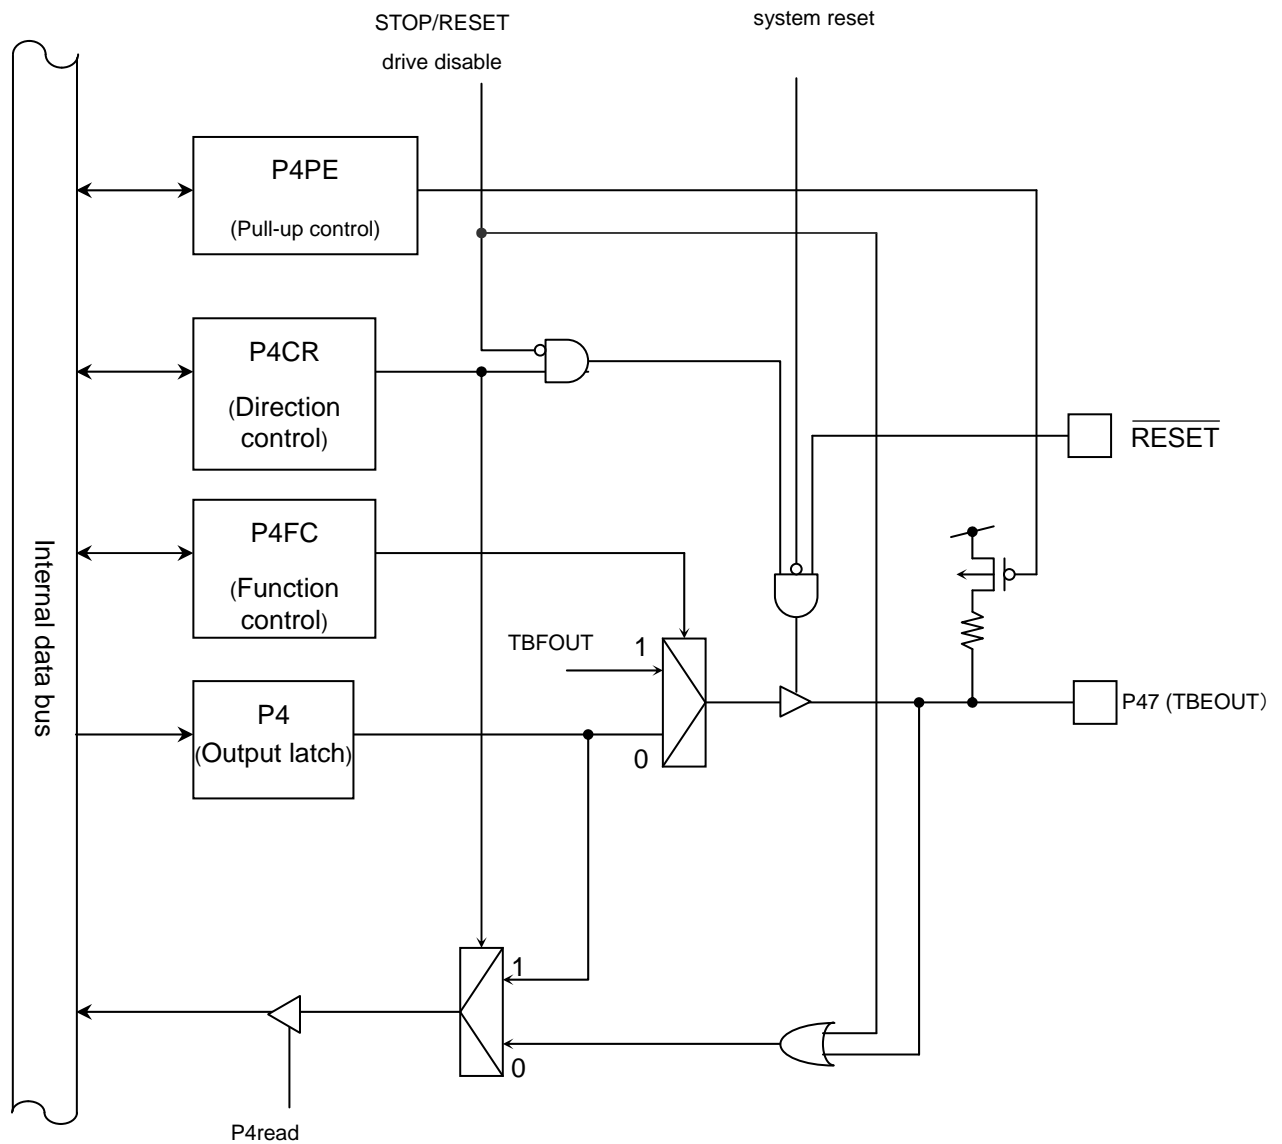 STOP/RESET
drive disable
system reset
P4PE
(Pull-up control)
P4CR
(Direction
control)
RESET
P4FC
(Function
control)
Internal data bus
TBFOUT
1
P4
(Output latch)
0
P47 (TBEOUT)
1
0
P4read